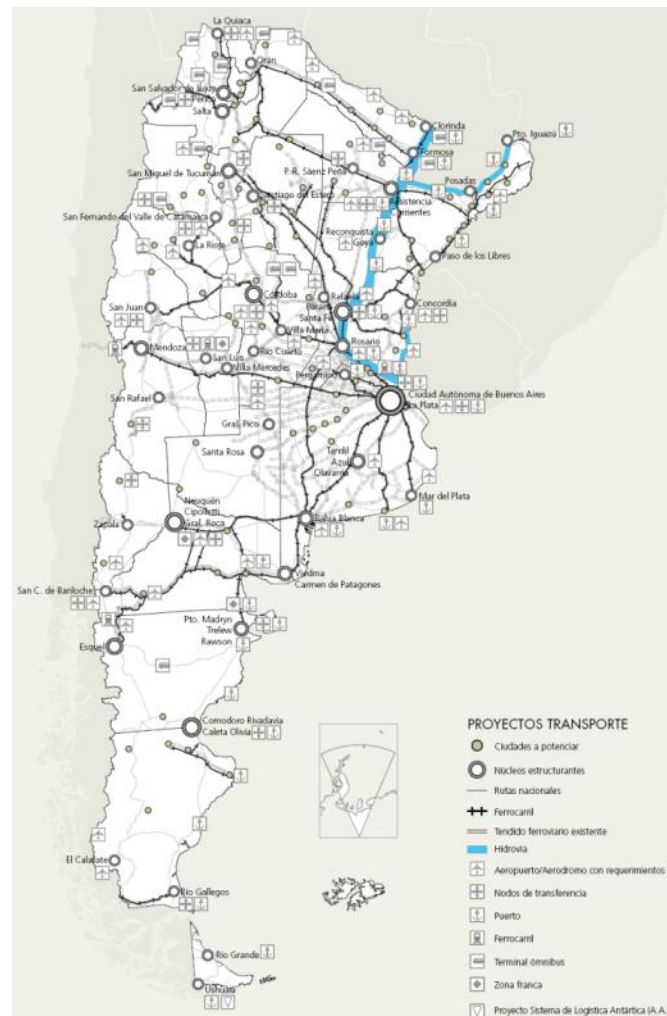 La Quiaca
Orán
San Salvador de Jujuy
Perico
Salta
Clorinda
Pto. Iguazú
Formosa
San Miguel de Tucumán
P. R. Sáenz Peña
Posadas
Santiago del Estero
Resistencia
Corrientes
San Fernando del Valle de Catamarca
Reconquista
Goya
La Rioja
Paso de los Libres
Córdoba
Rafaela
Concordia
San Juan
Paraná
Santa Fe
Villa María
Mendoza
Rosario
San Luis
Río Cuarto
Villa Mercedes
Pergamino
Ciudad Autónoma de Buenos Aires
La Plata
San Rafael
Gral. Pico
Tandil
Azul
Olavarría
Santa Rosa
Mar del Plata
Neuquén
Cipolletti
Gral. Roca
Zapala
Bahía Blanca
Viedma
Carmen de Patagones
San C. de Bariloche
Pto. Madryn
Trelew
Rawson
Esquel
Comodoro Rivadavia
Caleta Olivia
El Calafate
Río Gallegos
Río Grande
Ushuaia
PROYECTOS TRANSPORTE
Ciudades a potenciar
Núcleos estructurantes
Rutas nacionales
Ferrocarril
Tendido ferroviario existente
Hidrovia
Aeropuerto/Aerodromo con requerimientos
Nodos de transferencia
Puerto
Ferrocarril
Terminal ómnibus
Zona franca
Proyecto Sistema de Logística Antártica (A.A.